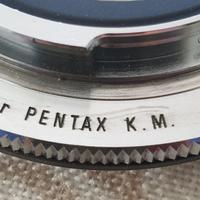 r PENTAX K.M.